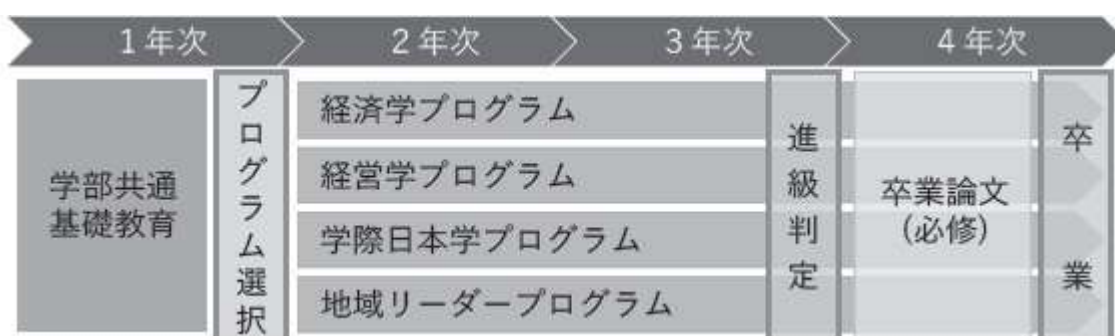 1年次
2年次
3年次
4年次
学部共通
基礎教育
プログラム選択
経済学プログラム
経営学プログラム
学際日本学プログラム
地域リーダープログラム
進級判定
卒業論文
(必修)
卒業